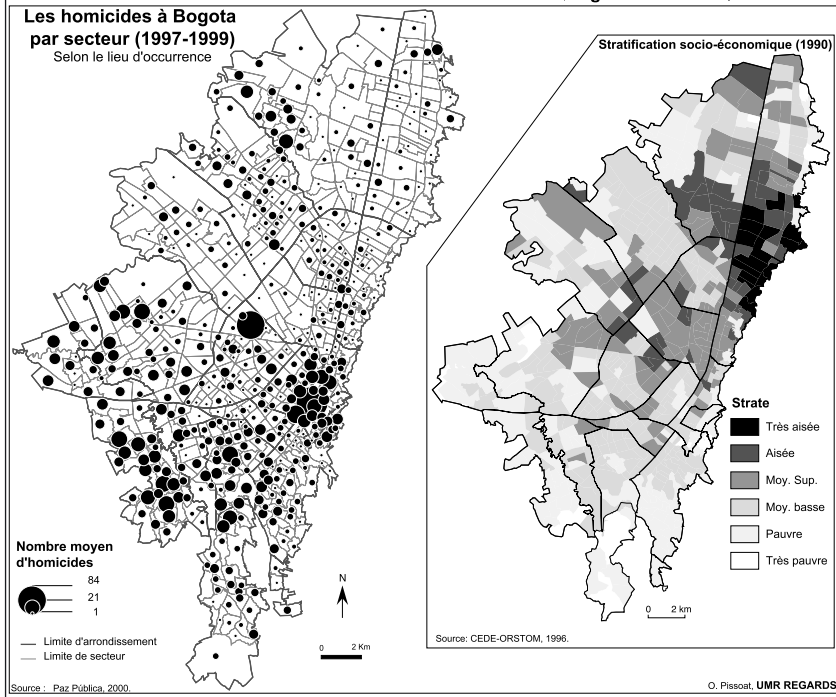 Les homicides à Bogota
par secteur (1997-1999)
Selon le lieu d'occurrence
Stratification socio-économique (1990)
Strate
Très aisée
Aisée
Moy. Sup.
Moy. basse
Pauvre
Très pauvre
0 2 km
Source: CEDE-ORSTOM, 1996.
Nombre moyen
d'homicides
84
21
1
N
Limite d'arrondissement
Limite de secteur
0 2 Km
Source : Paz Pública, 2000.
O. Pissoat, UMR REGARDS